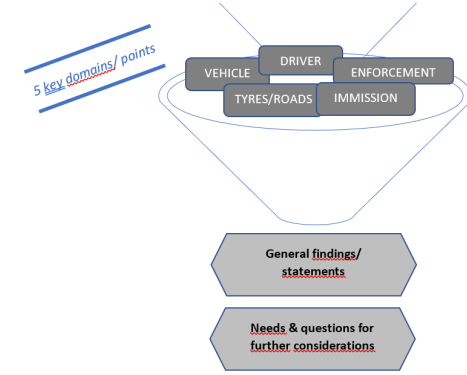 5 key domains/ points
DRIVER
VEHICLE
ENFORCEMENT
TYRES/ROADS
IMMISSION
General findings/
statements
Needs & questions for
further considerations